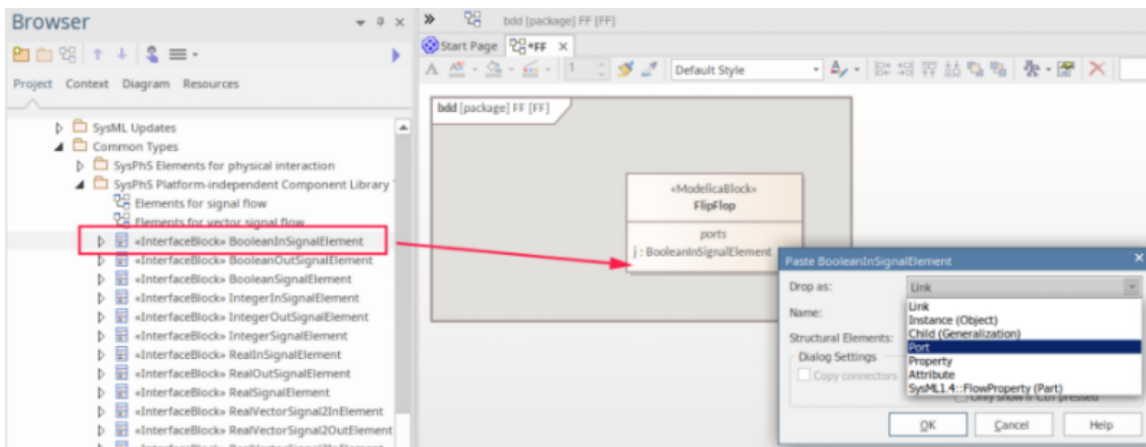 Browser
Project Context Diagram Resources
SysML Updates
Common Types
SysPhS Elements for physical interaction
SysPhS Platform-independent Component Library
Elements for signal flow
Elements for vector signal flow
«InterfaceBlock» BooleanInSignalElement
«InterfaceBlock» BooleanOutSignalElement
«InterfaceBlock» BooleanSignalElement
«InterfaceBlock» IntegerInSignalElement
«InterfaceBlock» IntegerOutSignalElement
«InterfaceBlock» IntegerSignalElement
«InterfaceBlock» RealInSignalElement
«InterfaceBlock» RealOutSignalElement
«InterfaceBlock» RealSignalElement
«InterfaceBlock» RealVectorSignal2InElement
«InterfaceBlock» RealVectorSignal2OutElement
bdd [package] FF [FF]
Start Page *FF
1 Default Style
bdd [package] FF [FF]
«ModelicaBlock»
FlipFlop
ports
j : BooleanInSignalElement
Paste BooleanInSignalElement
Drop as: Link
Name:
Structural Elements:
Dialog Settings
Copy connectors
Link
Instance (Object)
Child (Generalization)
Port
Property
Attribute
SysML1.4::FlowProperty (Part)
Only show if Ctrl pressed
OK Cancel Help